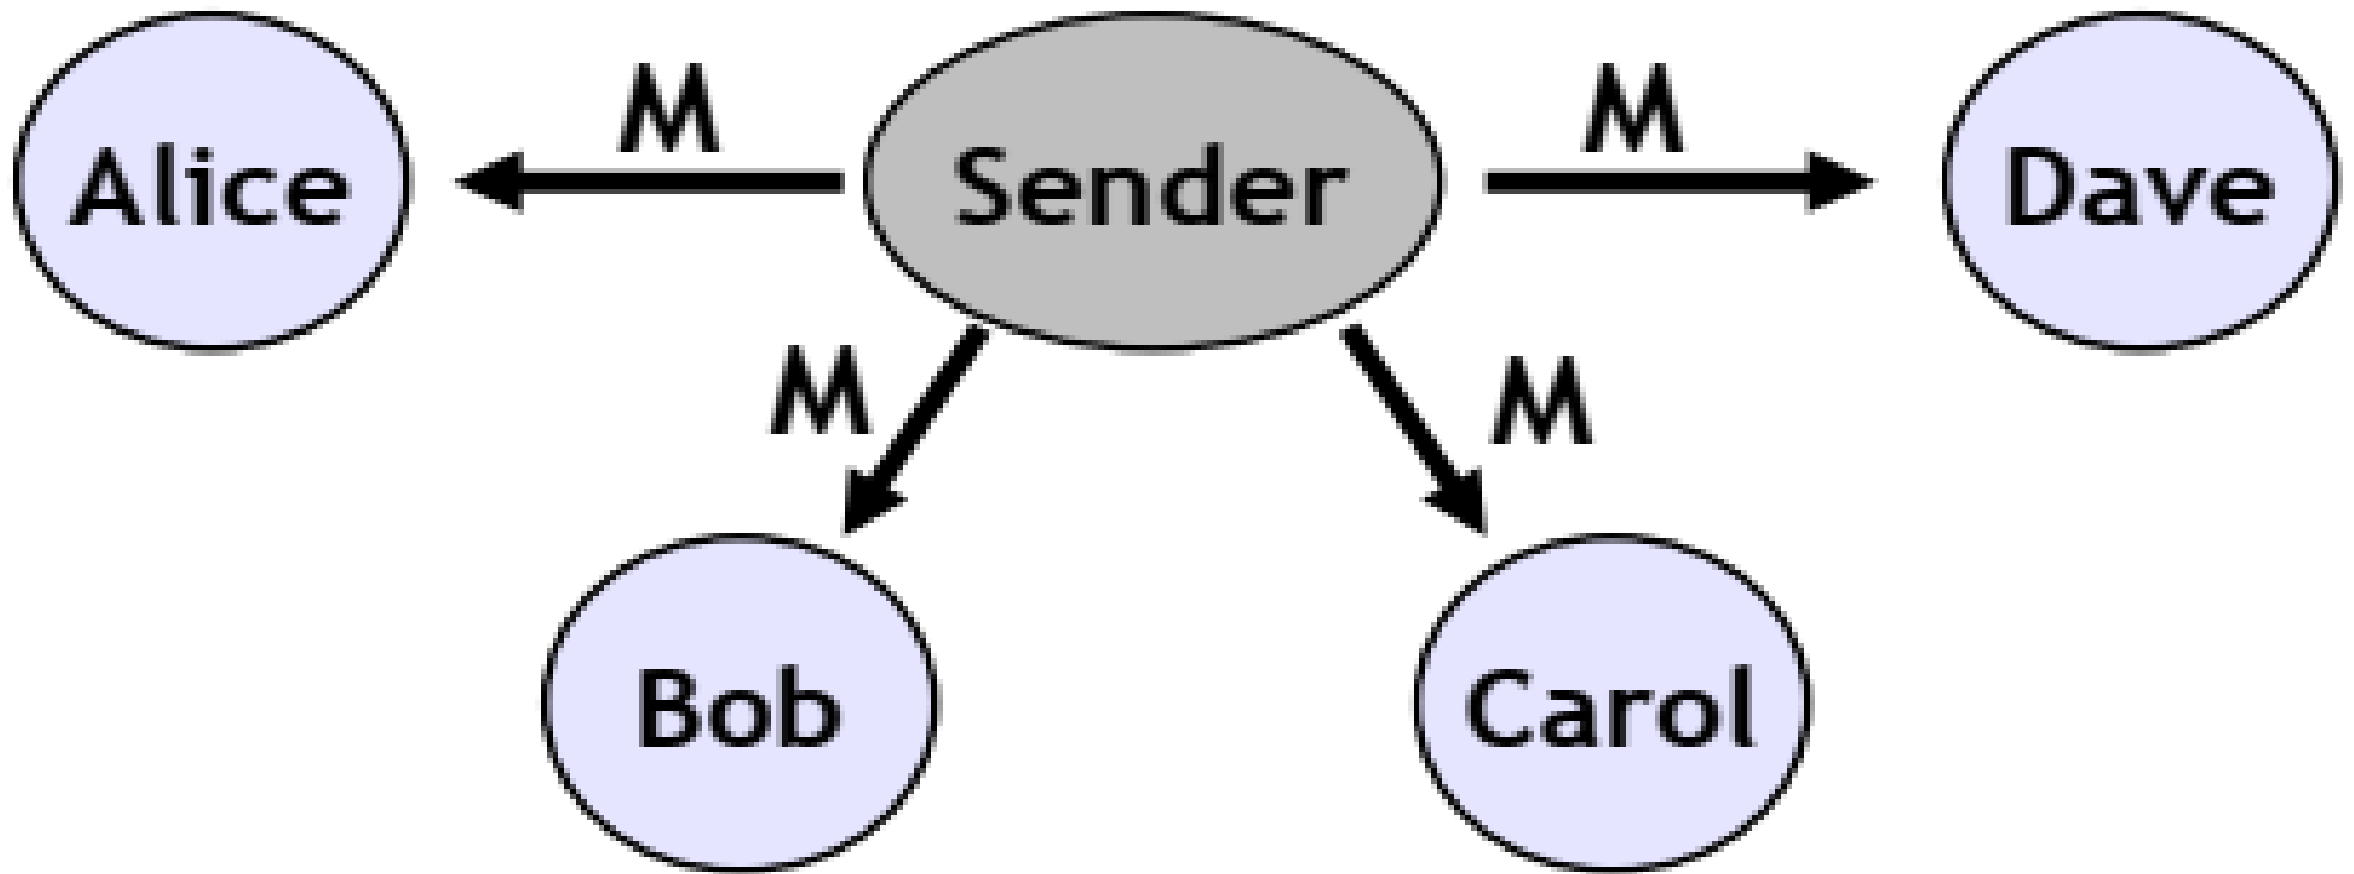 M
M
Alice
Sender
Dave
M
M
Bob
Carol